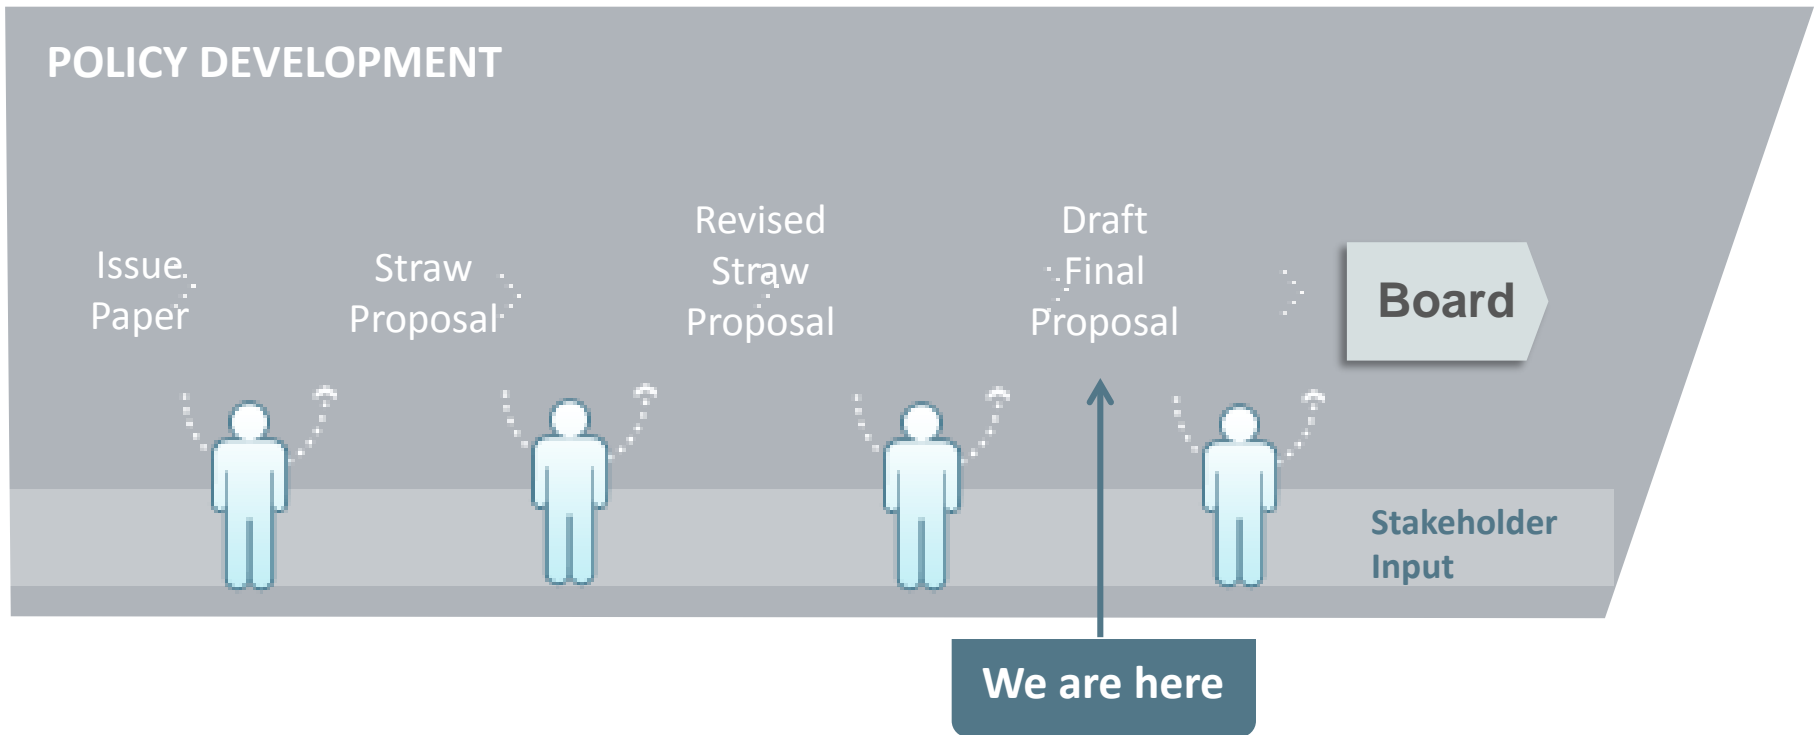 POLICY DEVELOPMENT
Issue
Paper
Straw
Proposal
Revised
Straw
Proposal
Draft
Final
Proposal
Board
Stakeholder
Input
We are here